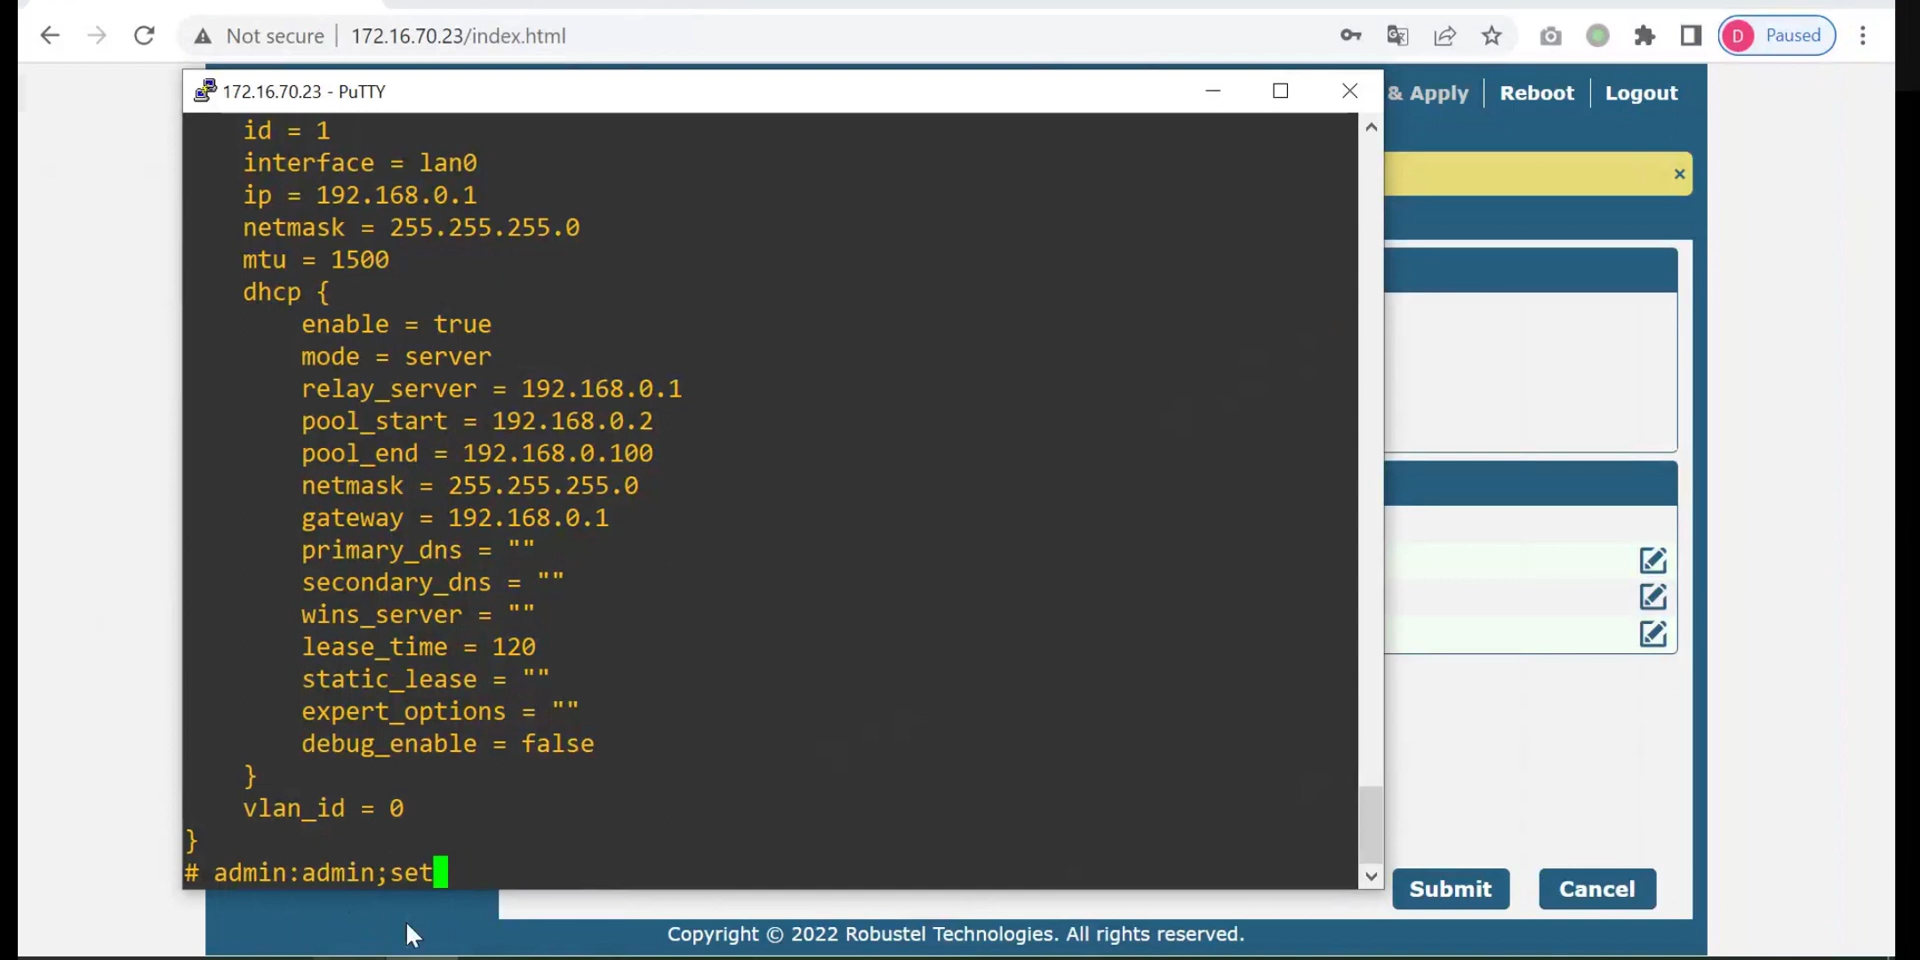 Not secure 172.16.70.23/index.html
D Paused
172.16.70.23 - PuTTY
& Apply Reboot Logout
id = 1
interface = lan0
ip = 192.168.0.1
netmask = 255.255.255.0
mtu = 1500
dhcp {
enable = true
mode = server
relay_server = 192.168.0.1
pool_start = 192.168.0.2
pool_end = 192.168.0.100
netmask = 255.255.255.0
gateway = 192.168.0.1
primary_dns = ""
secondary_dns = ""
wins_server = ""
lease_time = 120
static_lease = ""
expert_options = ""
debug_enable = false
}
vlan_id = 0
}
# admin:admin;set
Submit Cancel
Copyright © 2022 Robustel Technologies. All rights reserved.